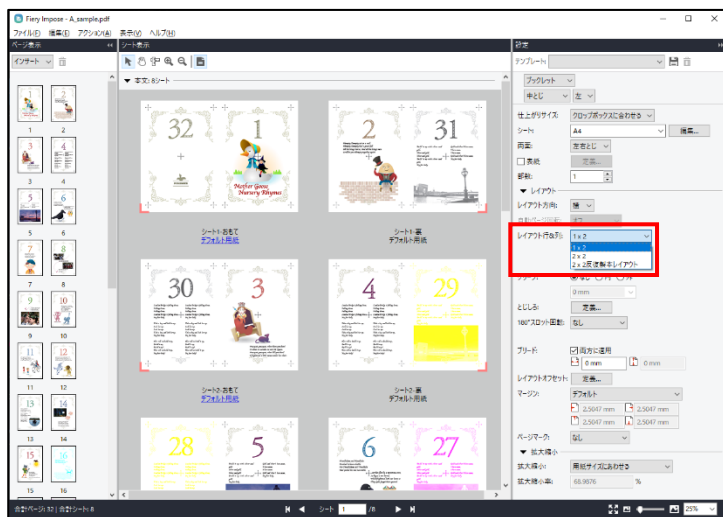 Fiery Impose - A_sample.pdf
ファイル(F) 編集(E) アクション(A) 表示(V) ヘルプ(H)
ページ表示
シート表示
設定
インサート
テンプレート:
▼ 本文: 8シート
ブックレット
中とじ
左
仕上がりサイズ:
クロップボックスに合わせる
シート:
A4
編集...
両面:
左右とじ
表紙
定義...
部数:
1
▼ レイアウト
レイアウト方向:
横
レイアウト行&列:
1 x 2
1 x 2
2 x 2
2 x 2反復製本レイアウト
0 mm
とじしろ:
定義...
180°スロット回転:
なし
ブリード:
両方に適用
0 mm
0 mm
レイアウトオフセット:
定義...
マージン:
デフォルト
2.5047 mm
2.5047 mm
2.5047 mm
2.5047 mm
ページマーク:
なし
▼ 拡大縮小
拡大縮小:
用紙サイズにあわせる
拡大縮小率:
68.9876
%
1
2
3
4
5
6
7
8
9
10
11
12
13
14
15
16
32
1
Mother Goose
Nursery Rhymes
2
31
シート1-おもて
デフォルト用紙
シート1-裏
デフォルト用紙
30
3
4
29
シート2-おもて
デフォルト用紙
シート2-裏
デフォルト用紙
28
5
6
27
合計ページ: 32 | 合計シート: 8
シート
1
/8
25%